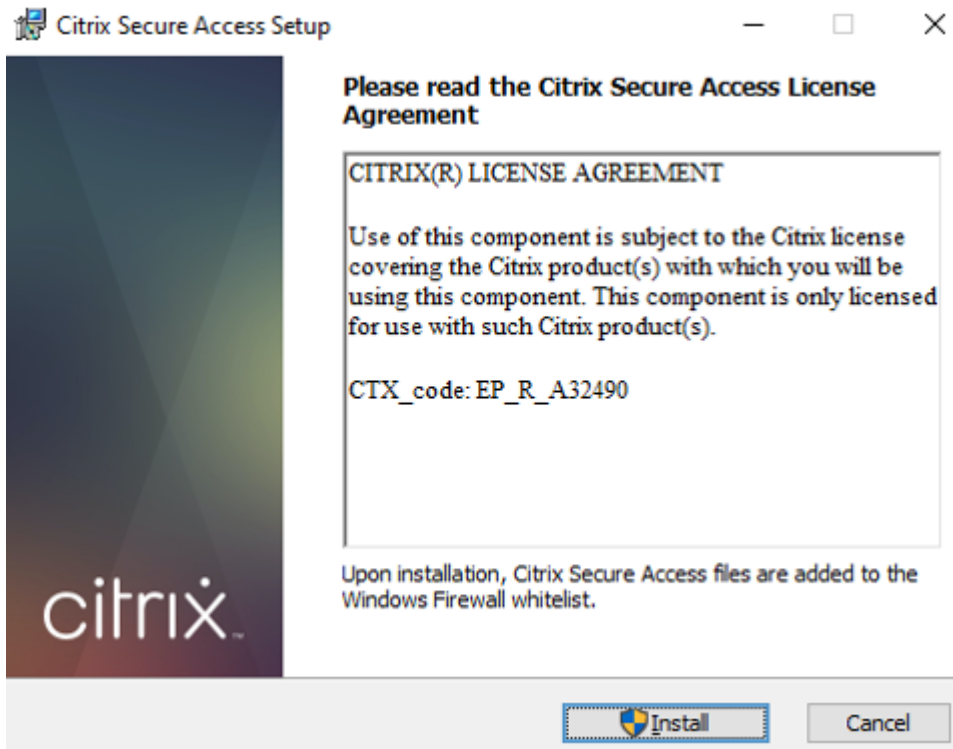 Citrix Secure Access Setup
Please read the Citrix Secure Access License
Agreement
CITRIX(R) LICENSE AGREEMENT
Use of this component is subject to the Citrix license
covering the Citrix product(s) with which you will be
using this component. This component is only licensed
for use with such Citrix product(s).
CTX_code: EP_R_A32490
Upon installation, Citrix Secure Access files are added to the
Windows Firewall whitelist.
citrix™
Install
Cancel